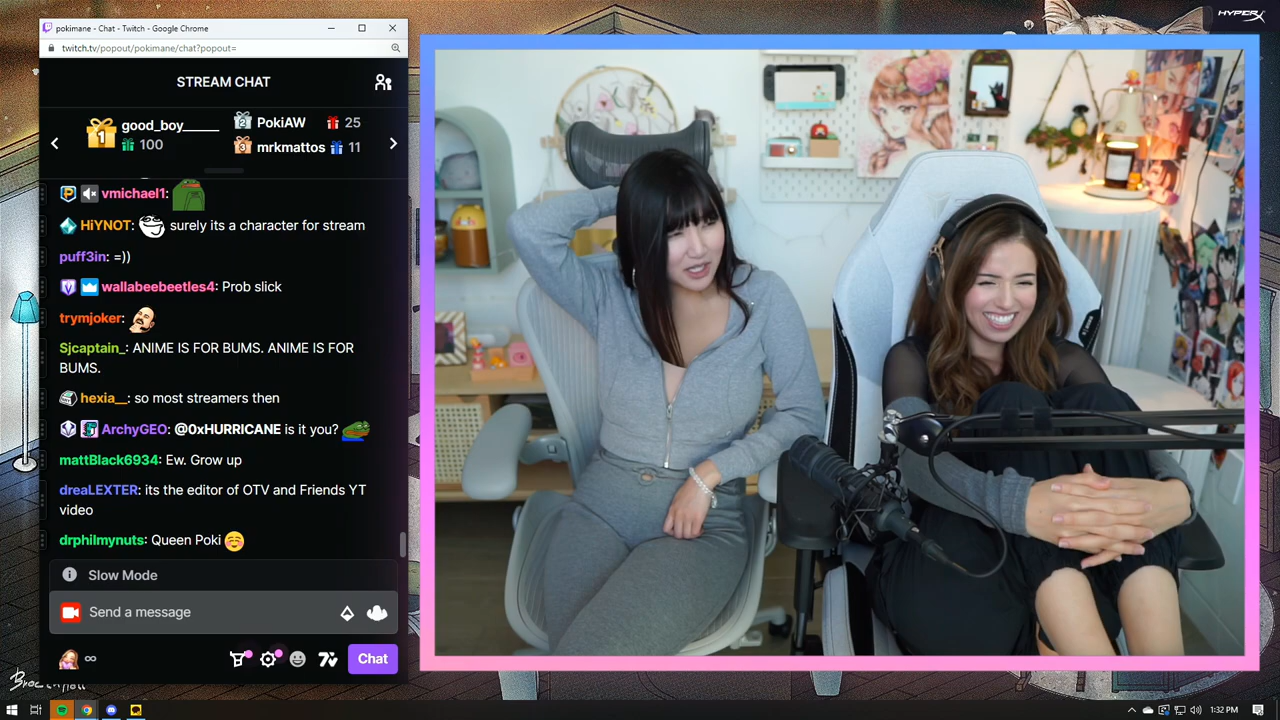 HYPERX
pokimane - Chat - Twitch - Google Chrome
twitch.tv/popout/pokimane/chat?popout=
STREAM CHAT
1 good_boy_____
100
2 PokiAW 25
3 mrkmattos 11
vmichael1:
HiYNOT: surely its a character for stream
puff3in: =))
wallabeebeetles4: Prob slick
trymjoker:
Sjcaptain_: ANIME IS FOR BUMS. ANIME IS FOR
BUMS.
hexia__: so most streamers then
ArchyGEO: @0xHURRICANE is it you?
mattBlack6934: Ew. Grow up
dreaLEXTER: its the editor of OTV and Friends YT
video
drphilmynuts: Queen Poki
Slow Mode
Send a message
∞
Chat
1:32 PM